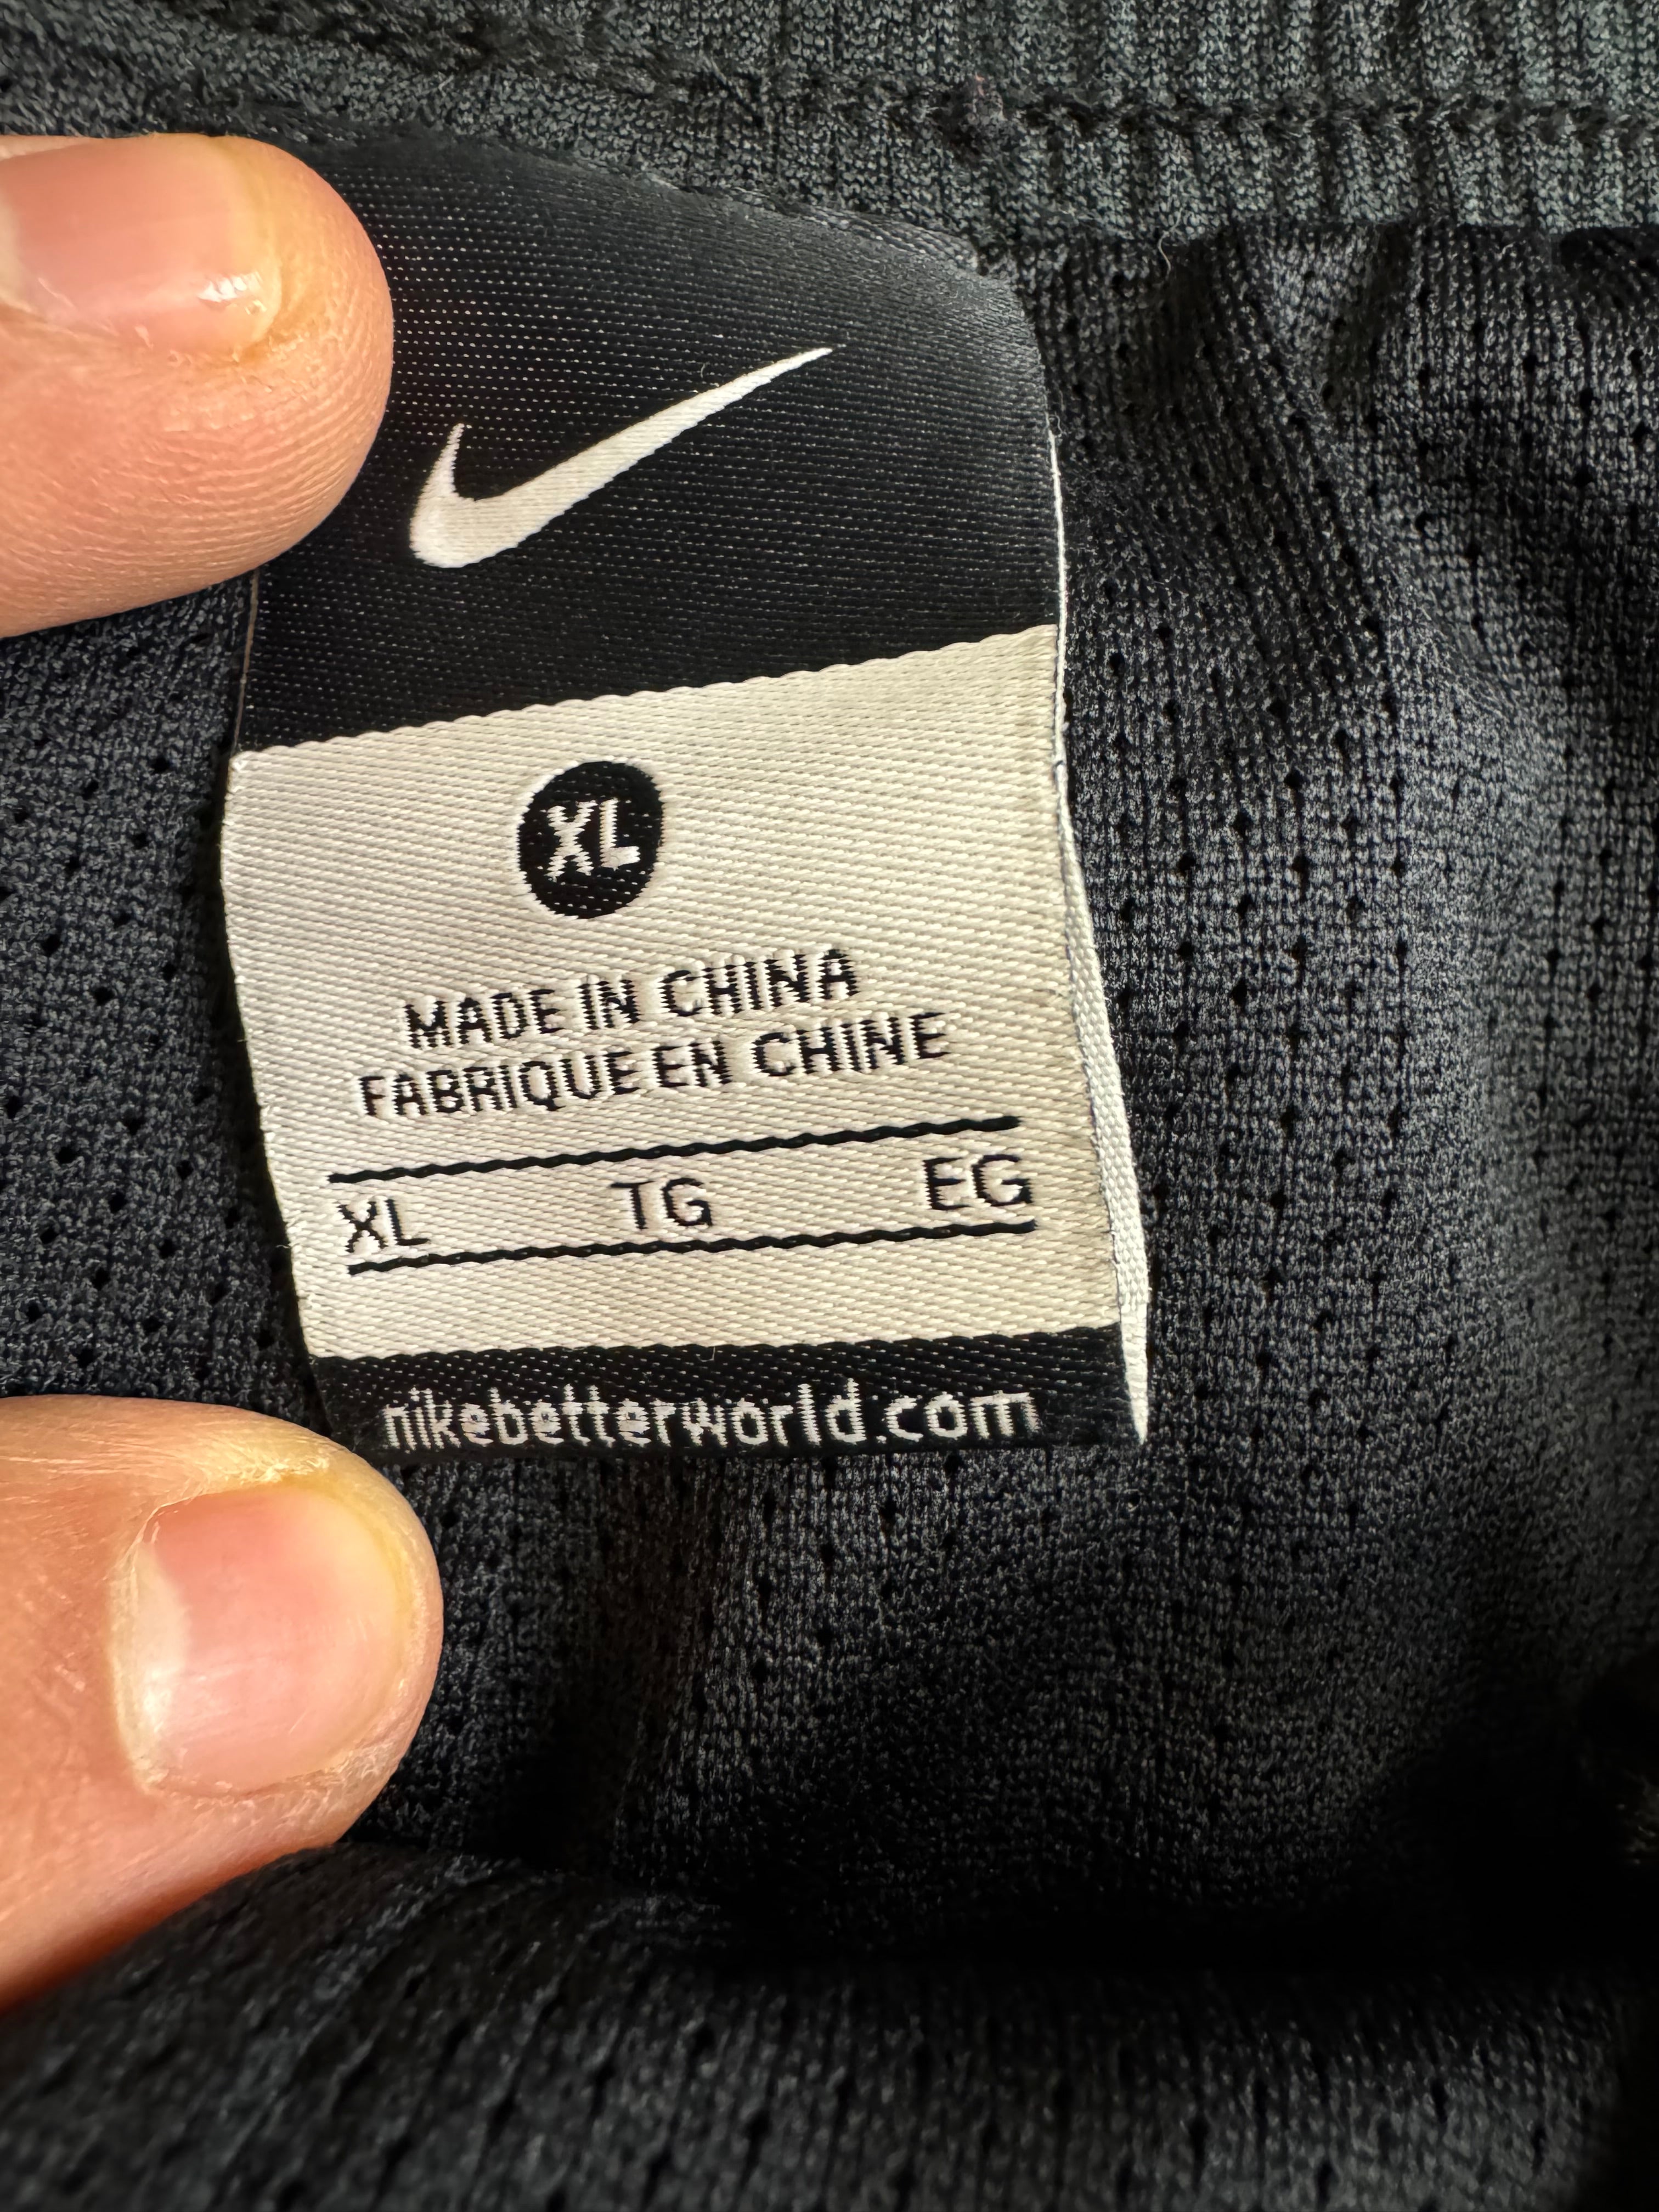 XL
MADE IN CHINA
FABRIQUE EN CHINE
XL TG EG
nikebetterworld.com